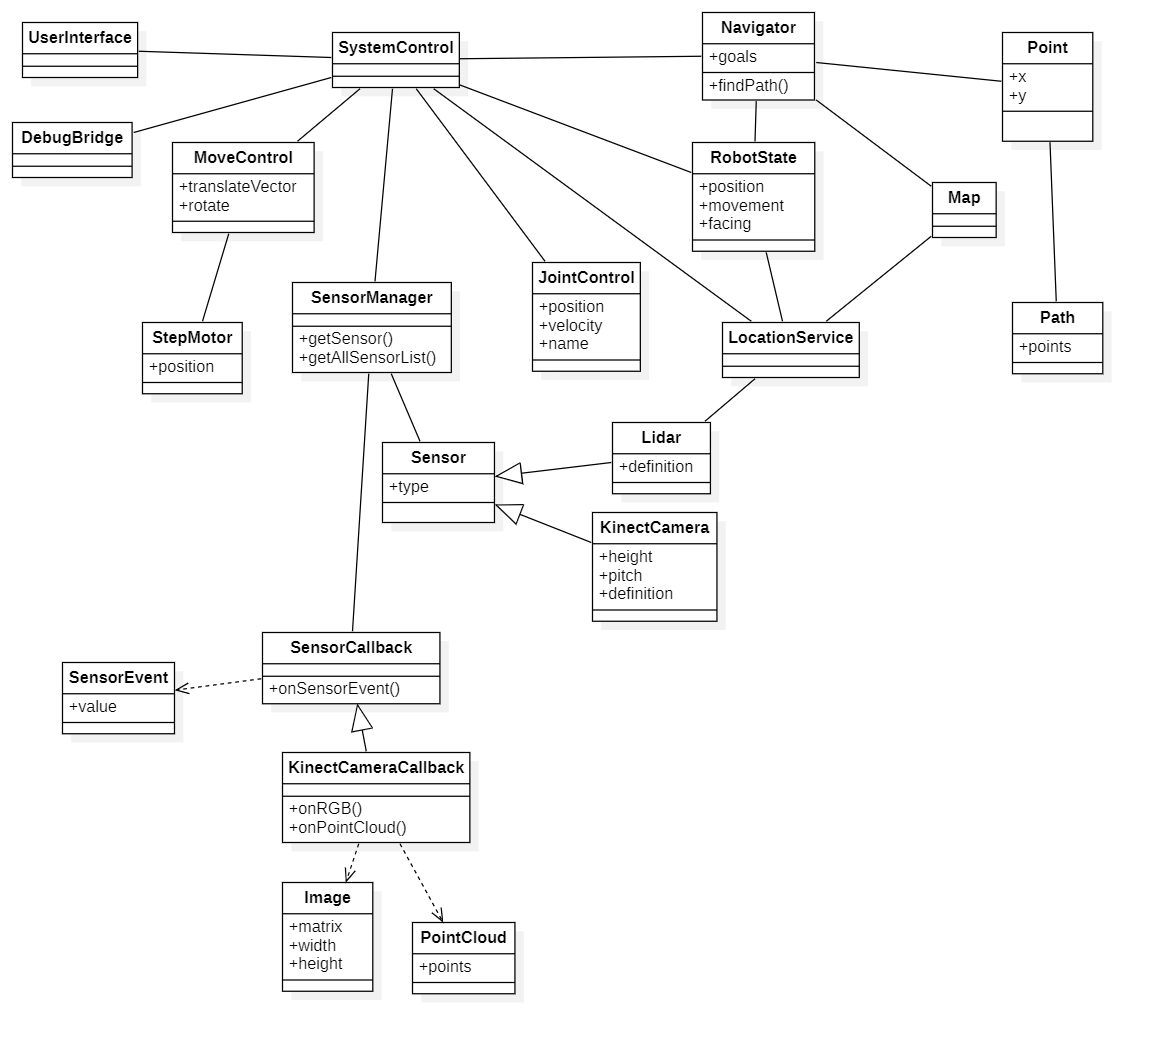 UserInterface
SystemControl
Navigator
+goals
+findPath()
Point
+x
+y
DebugBridge
MoveControl
+translateVector
+rotate
RobotState
+position
+movement
+facing
Map
SensorManager
+getSensor()
+getAllSensorList()
JointControl
+position
+velocity
+name
StepMotor
+position
LocationService
Path
+points
Sensor
+type
Lidar
+definition
KinectCamera
+height
+pitch
+definition
SensorCallback
+onSensorEvent()
SensorEvent
+value
KinectCameraCallback
+onRGB()
+onPointCloud()
Image
+matrix
+width
+height
PointCloud
+points